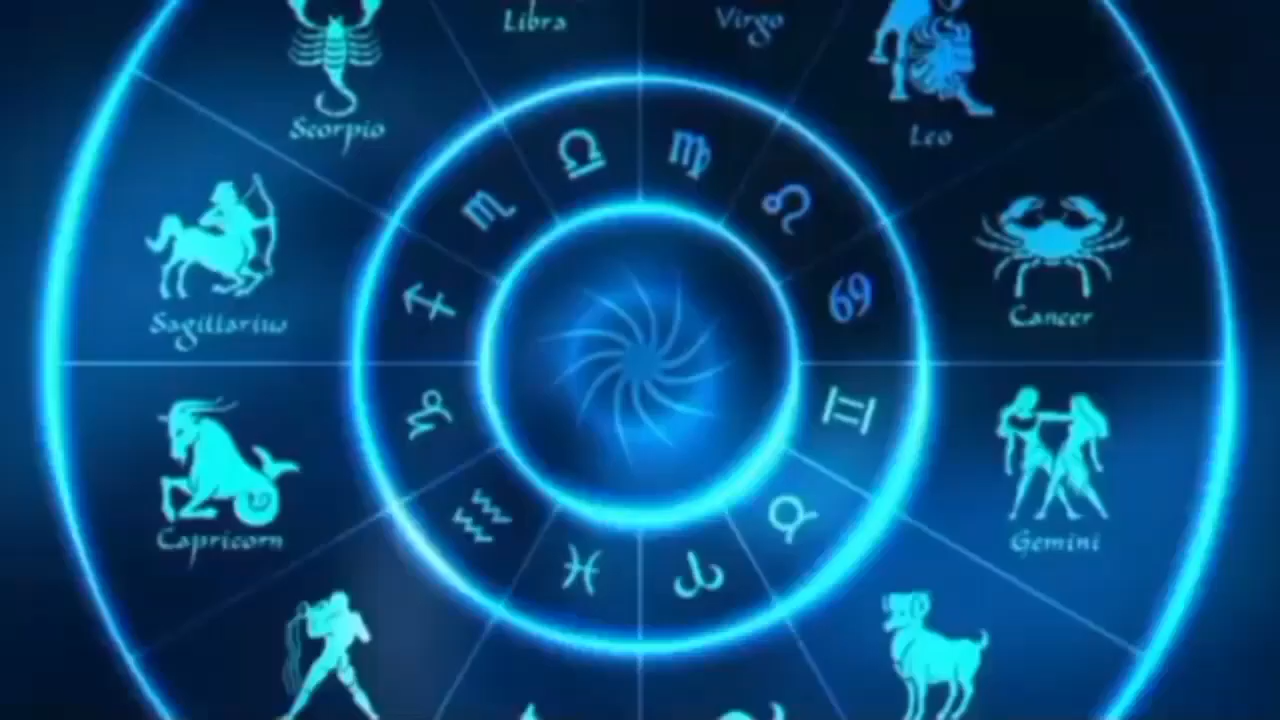 Libra
Virgo
Scorpio
Leo
Sagittarius
Cancer
Capricorn
Gemini